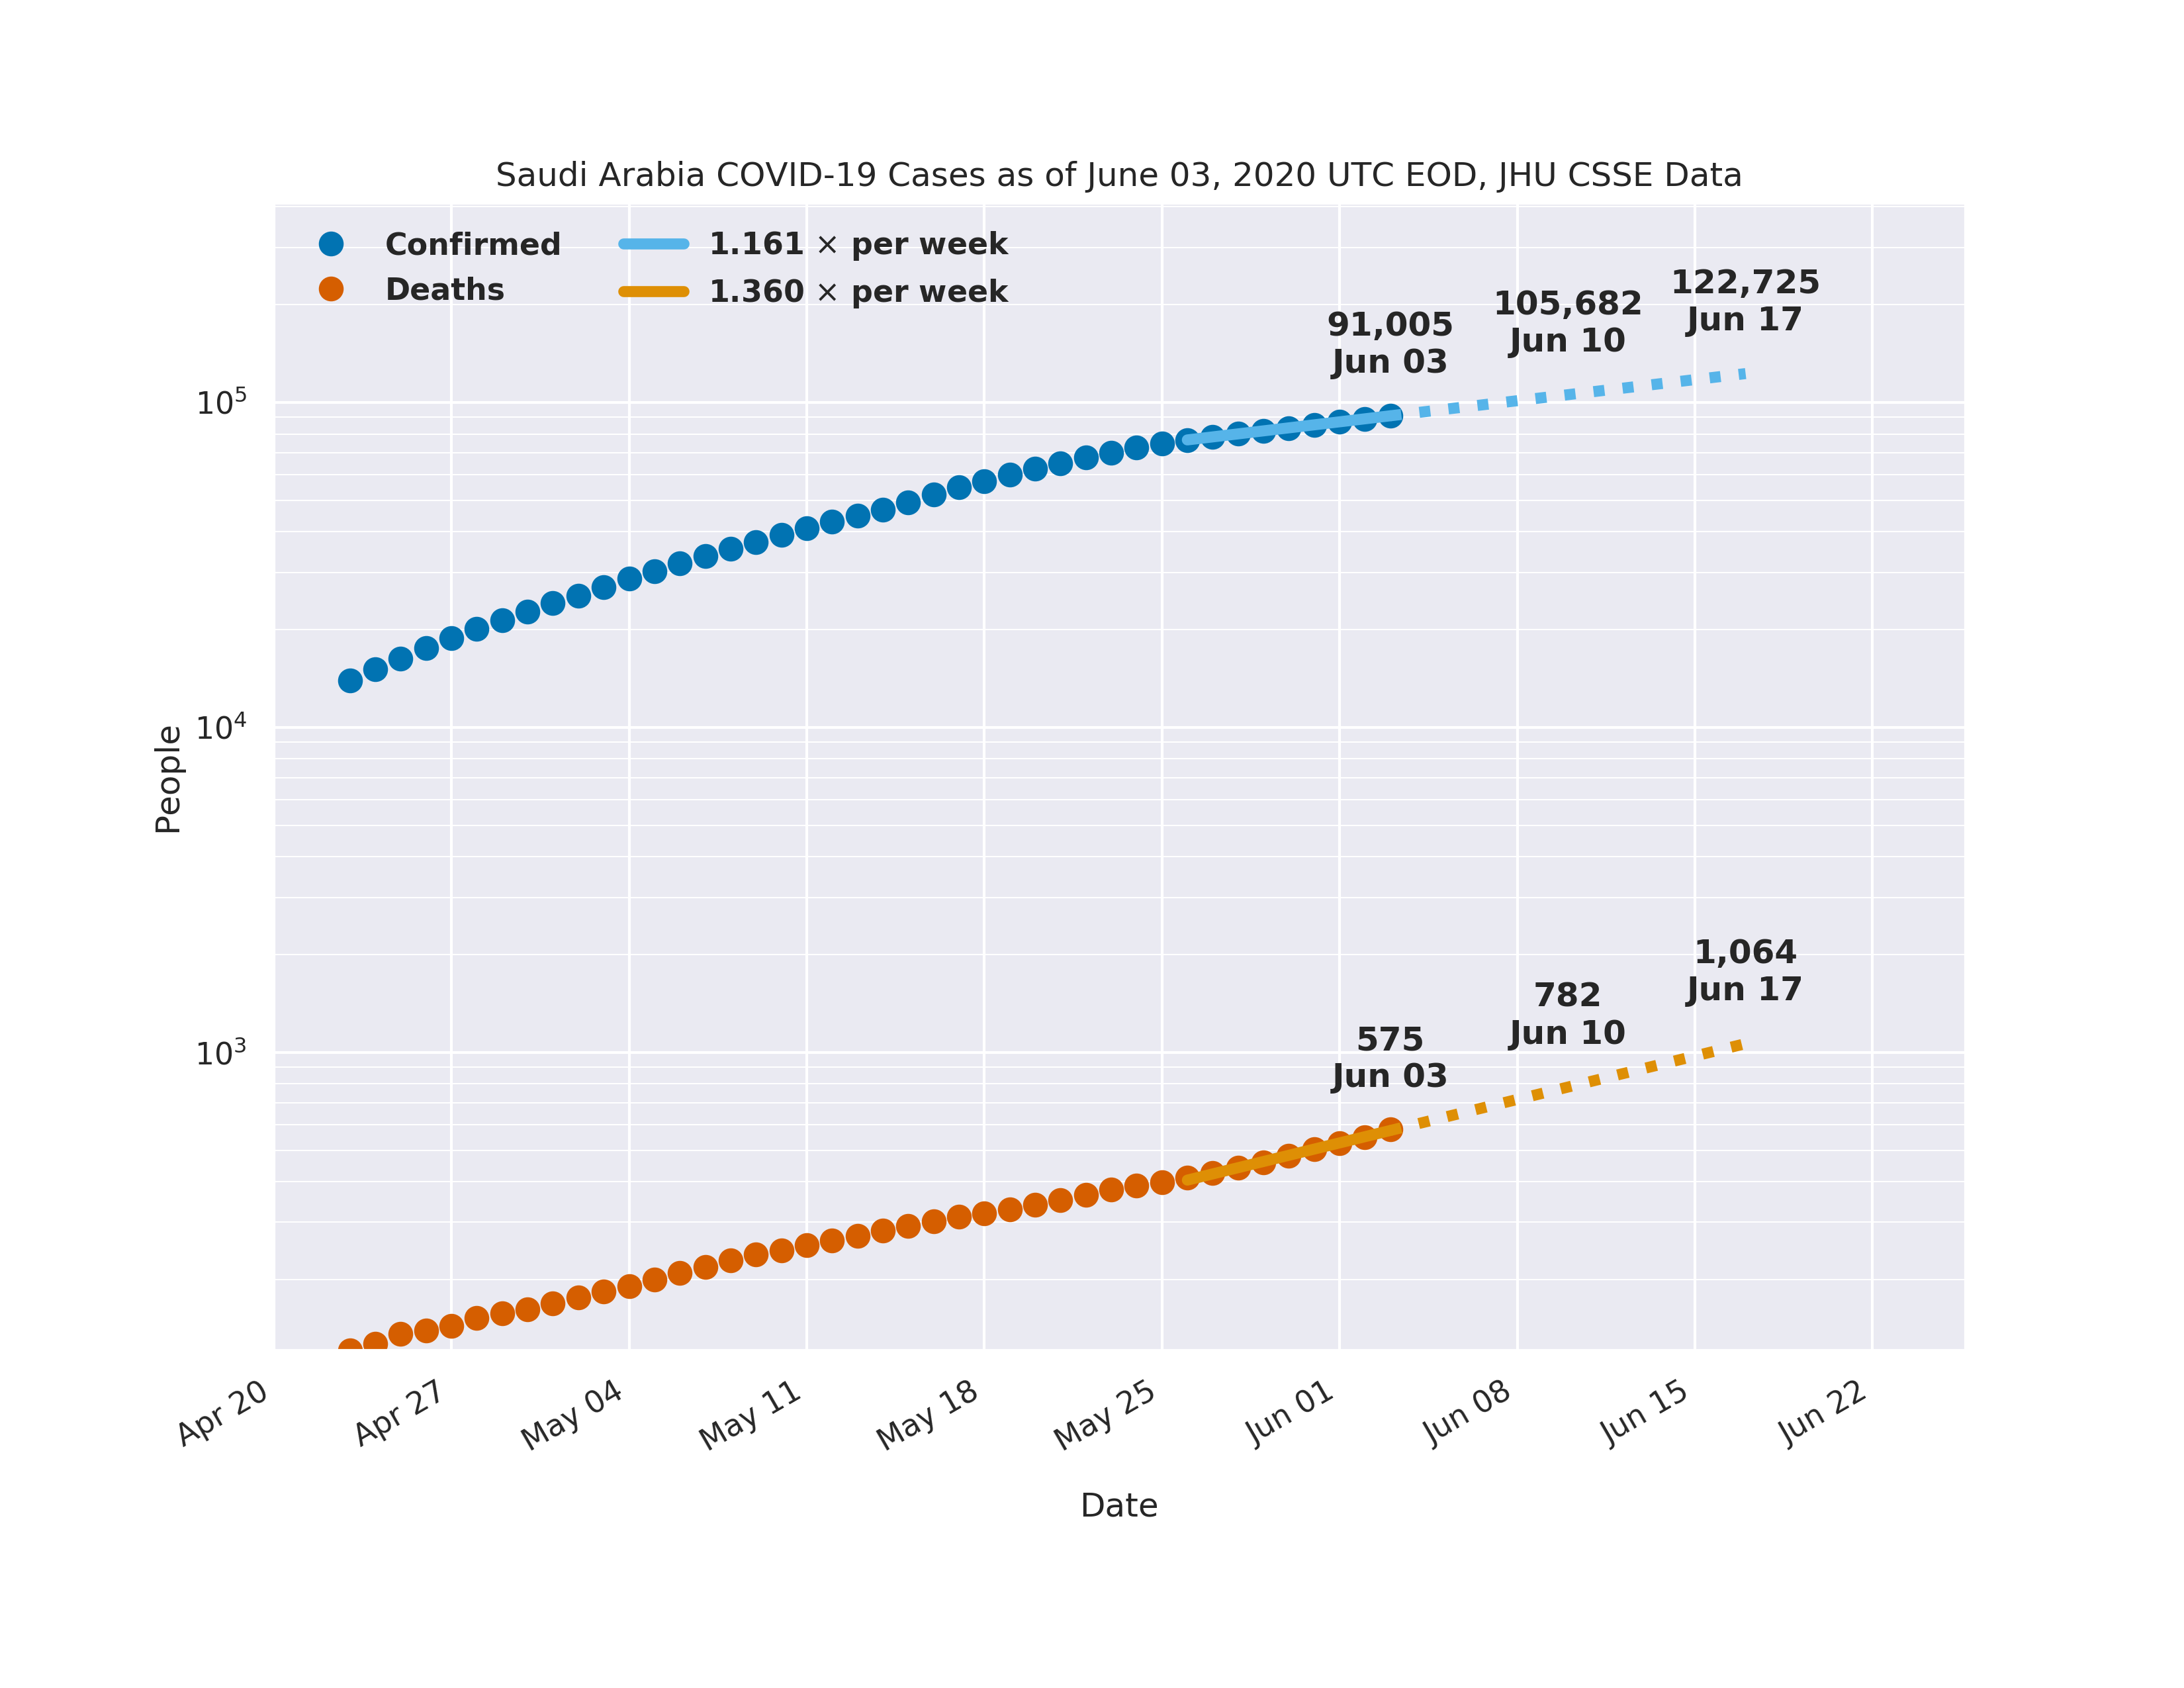 Saudi Arabia COVID-19 Cases as of June 03, 2020 UTC EOD, JHU CSSE Data
Confirmed
Deaths
1.161 × per week
1.360 × per week
91,005
Jun 03
105,682
Jun 10
122,725
Jun 17
10⁵
10⁴
10³
People
575
Jun 03
782
Jun 10
1,064
Jun 17
Apr 20
Apr 27
May 04
May 11
May 18
May 25
Jun 01
Jun 08
Jun 15
Jun 22
Date